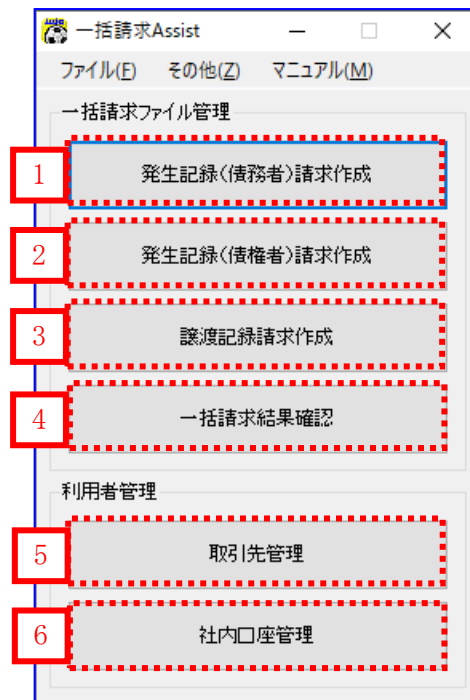 一括請求Assist
ファイル(F) その他(Z) マニュアル(M)
一括請求ファイル管理
1 発生記録(債務者)請求作成
2 発生記録(債権者)請求作成
3 譲渡記録請求作成
4 一括請求結果確認
利用者管理
5 取引先管理
6 社内口座管理